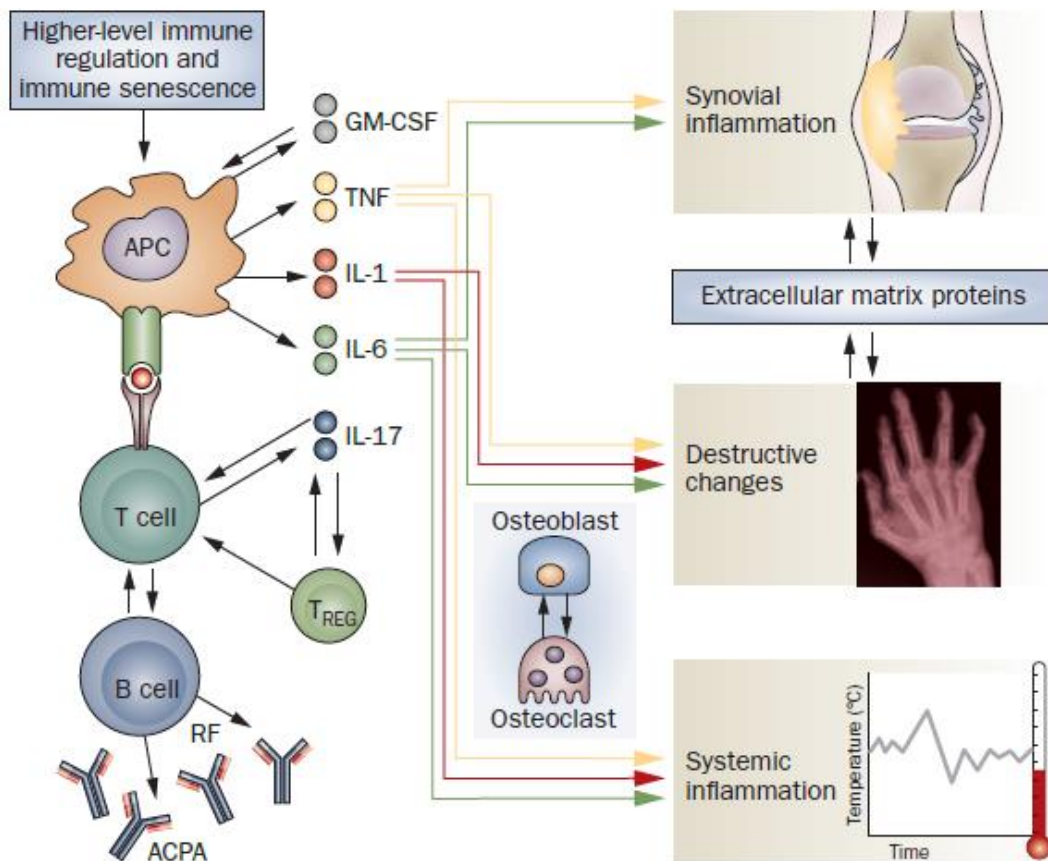 Higher-level immune
regulation and
immune senescence
GM-CSF
TNF
APC
IL-1
IL-6
IL-17
T cell
TREG
B cell
RF
ACPA
Synovial
inflammation
Extracellular matrix proteins
Destructive
changes
Osteoblast
Osteoclast
Systemic
inflammation
Temperature (°C)
Time